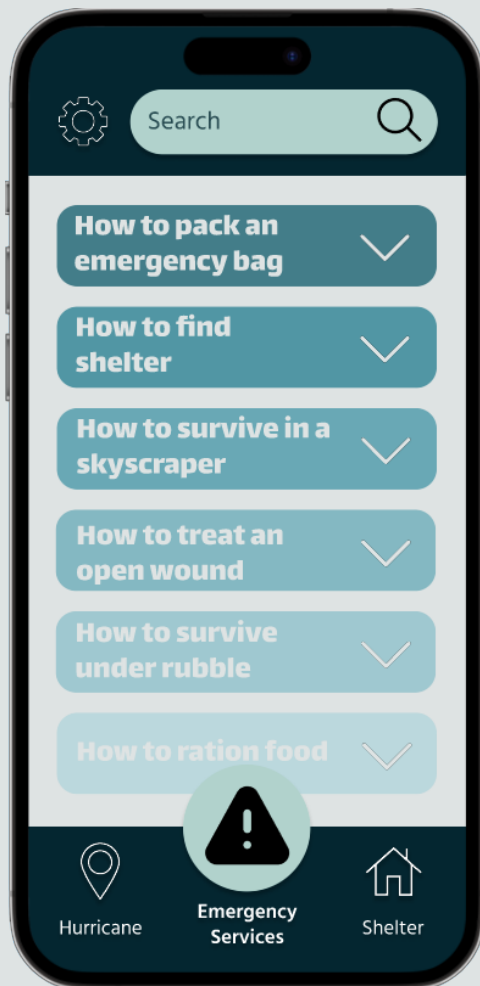 Search
How to pack an
emergency bag
How to find
shelter
How to survive in a
skyscraper
How to treat an
open wound
How to survive
under rubble
How to ration food
Hurricane
Emergency
Services
Shelter